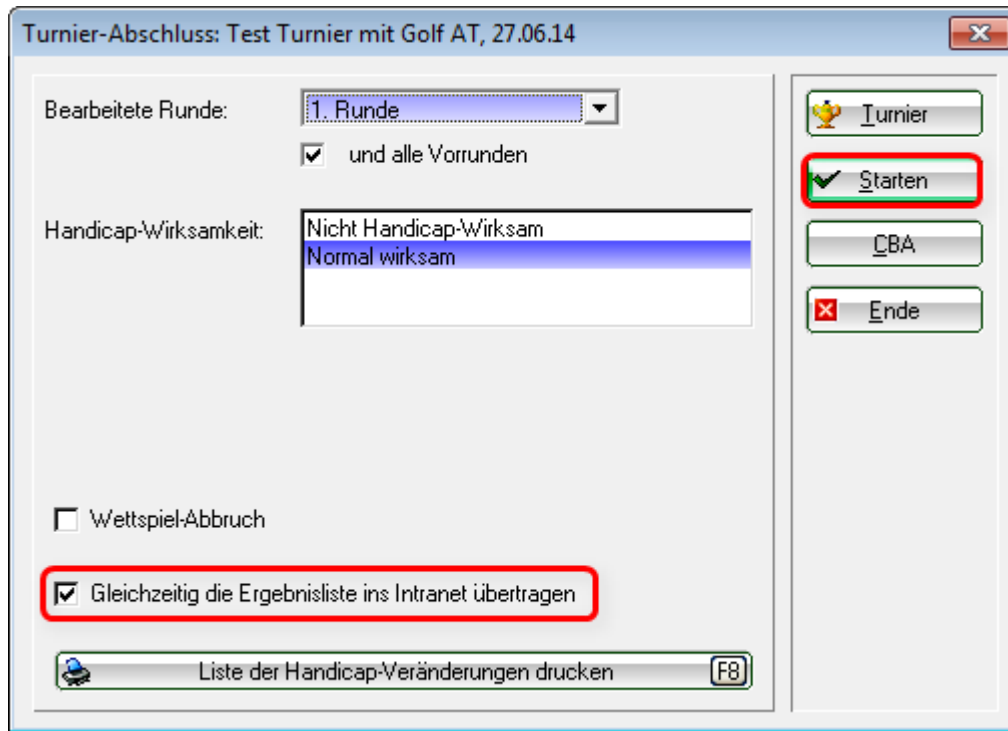 Turnier-Abschluss: Test Turnier mit Golf AT, 27.06.14
Bearbeitete Runde:
1. Runde
und alle Vorrunden
Handicap-Wirksamkeit:
Nicht Handicap-Wirksam
Normal wirksam
Wettspiel-Abbruch
Gleichzeitig die Ergebnisliste ins Intranet übertragen
Liste der Handicap-Veränderungen drucken F8
Turnier
Starten
CBA
Ende